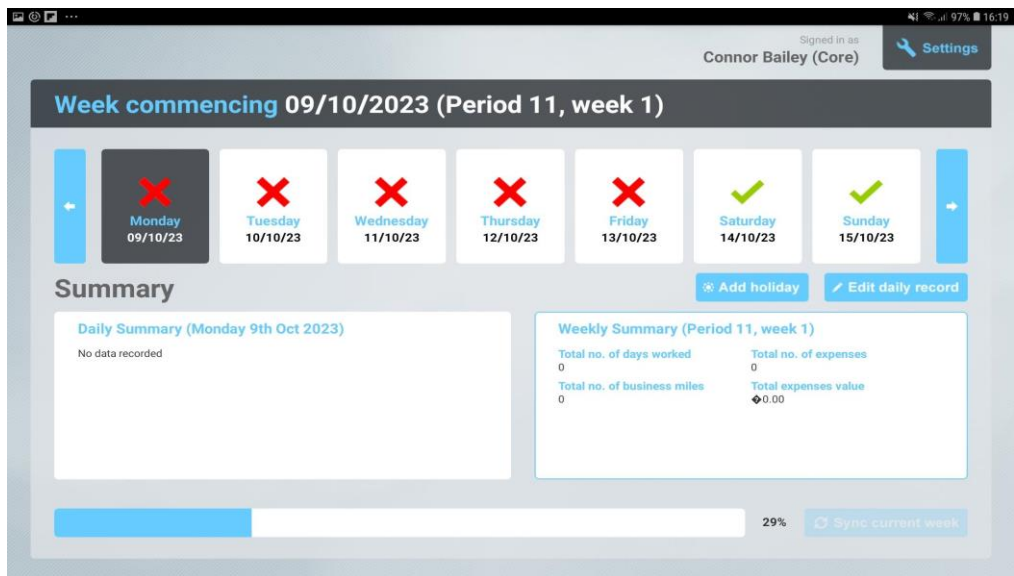 97% 16:19
Signed in as
Connor Bailey (Core)
Settings
Week commencing 09/10/2023 (Period 11, week 1)
Monday
09/10/23
Tuesday
10/10/23
Wednesday
11/10/23
Thursday
12/10/23
Friday
13/10/23
Saturday
14/10/23
Sunday
15/10/23
Summary
Add holiday
Edit daily record
Daily Summary (Monday 9th Oct 2023)
No data recorded
Weekly Summary (Period 11, week 1)
Total no. of days worked
0
Total no. of expenses
0
Total no. of business miles
0
Total expenses value
�0.00
29%
Sync current week